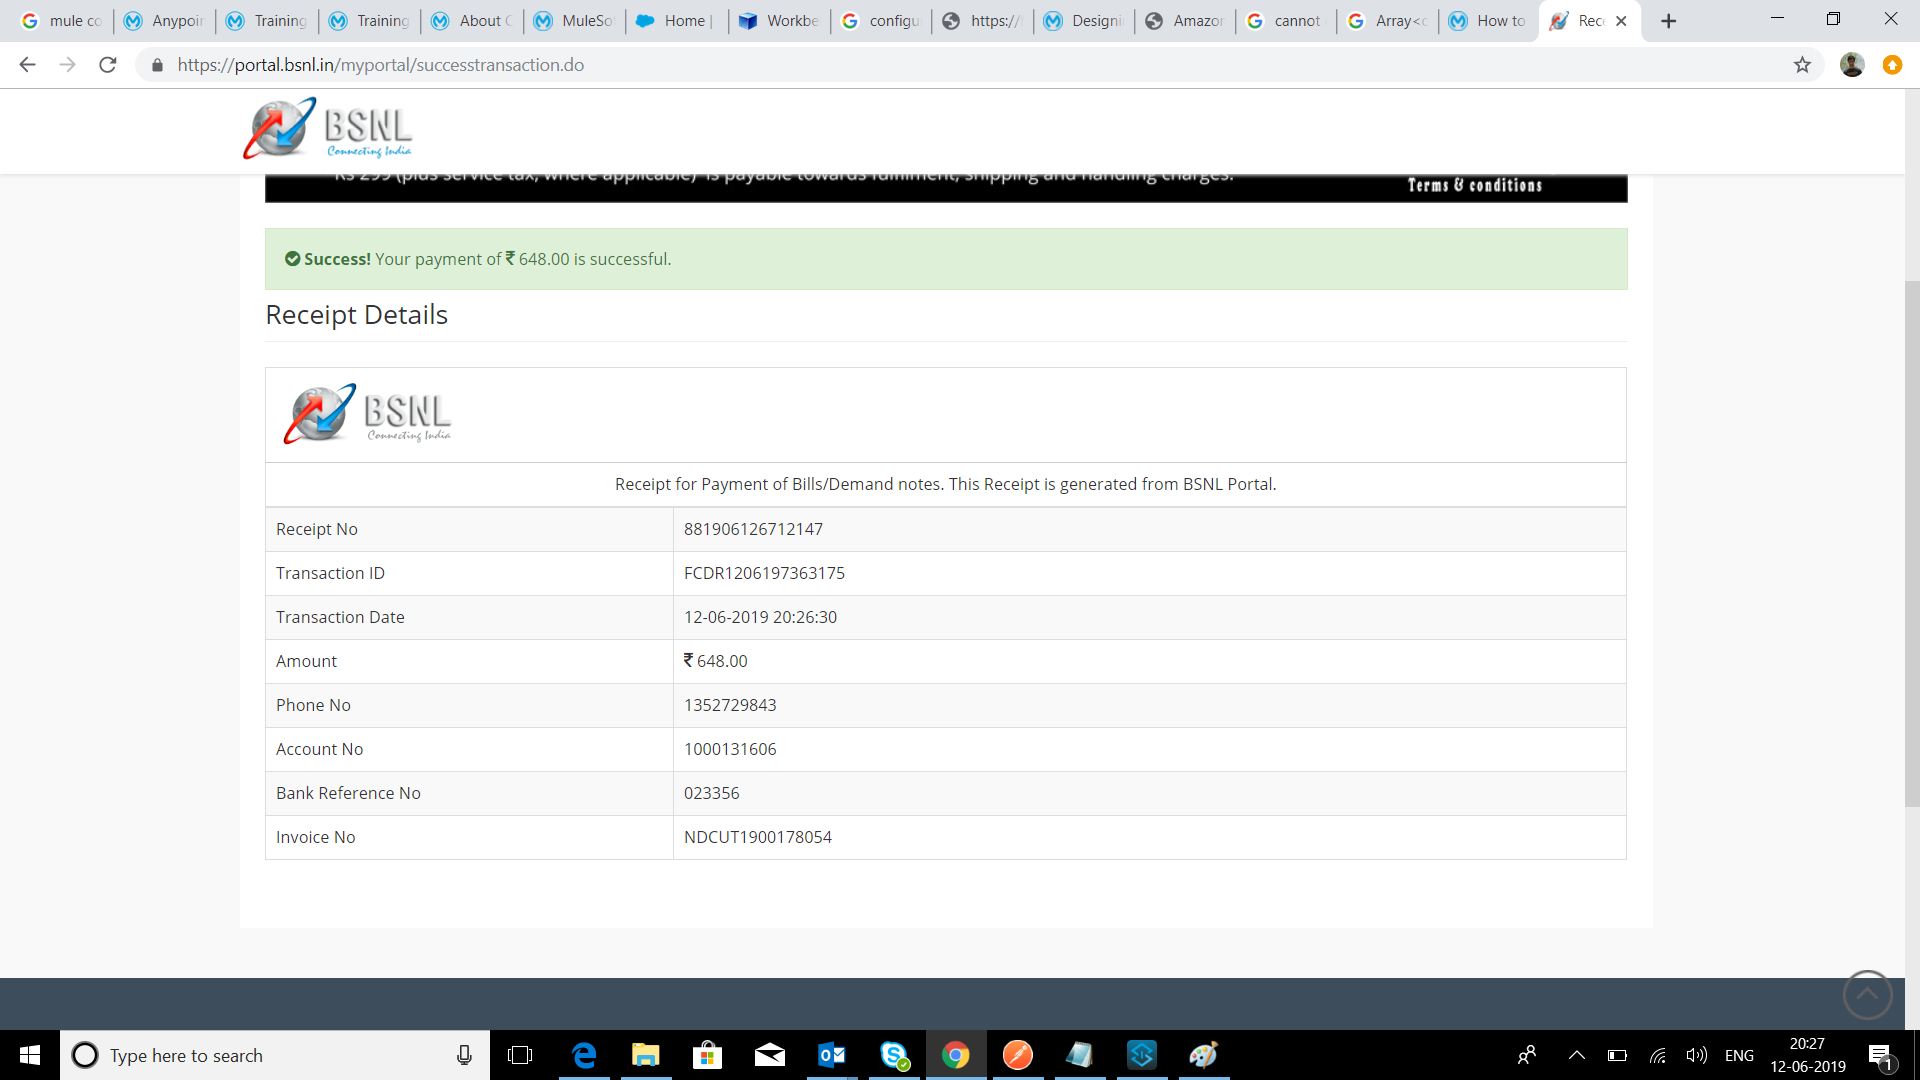 mule co
Anypoin
Training
Training
About C
MuleSo
Home |
Workbe
configu
https://
Designi
Amazon
cannot
Array<c
How to
Rece
https://portal.bsnl.in/myportal/successtransaction.do
BSNL
Connecting India
Rs 299 (plus service tax, where applicable) is payable towards fulfilment, shipping and handling charges.
Terms & conditions
Success! Your payment of ₹ 648.00 is successful.
Receipt Details
BSNL
Connecting India
Receipt for Payment of Bills/Demand notes. This Receipt is generated from BSNL Portal.
Receipt No 881906126712147
Transaction ID FCDR1206197363175
Transaction Date 12-06-2019 20:26:30
Amount ₹ 648.00
Phone No 1352729843
Account No 1000131606
Bank Reference No 023356
Invoice No NDCUT1900178054
Type here to search
ENG
20:27
12-06-2019
1